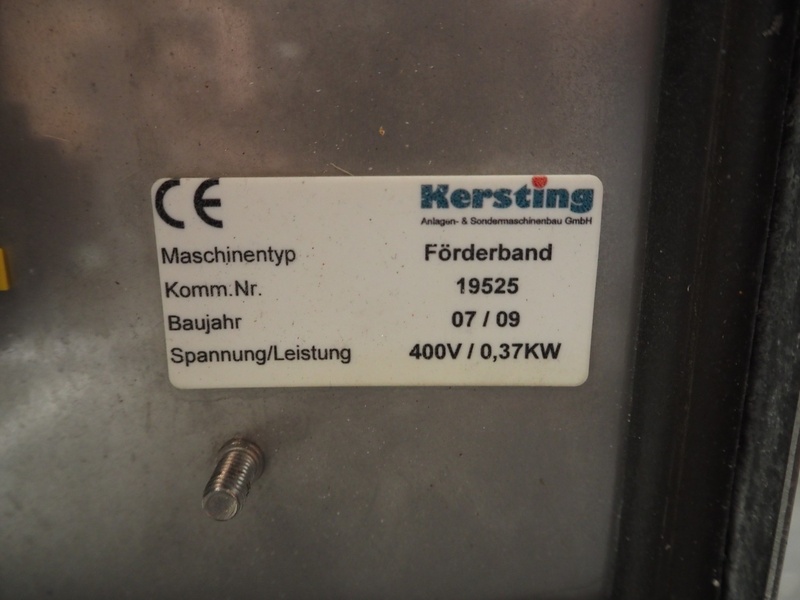 CE Kersting
Anlagen- & Sondermaschinenbau GmbH
Maschinentyp Förderband
Komm.Nr. 19525
Baujahr 07 / 09
Spannung/Leistung 400V / 0,37KW